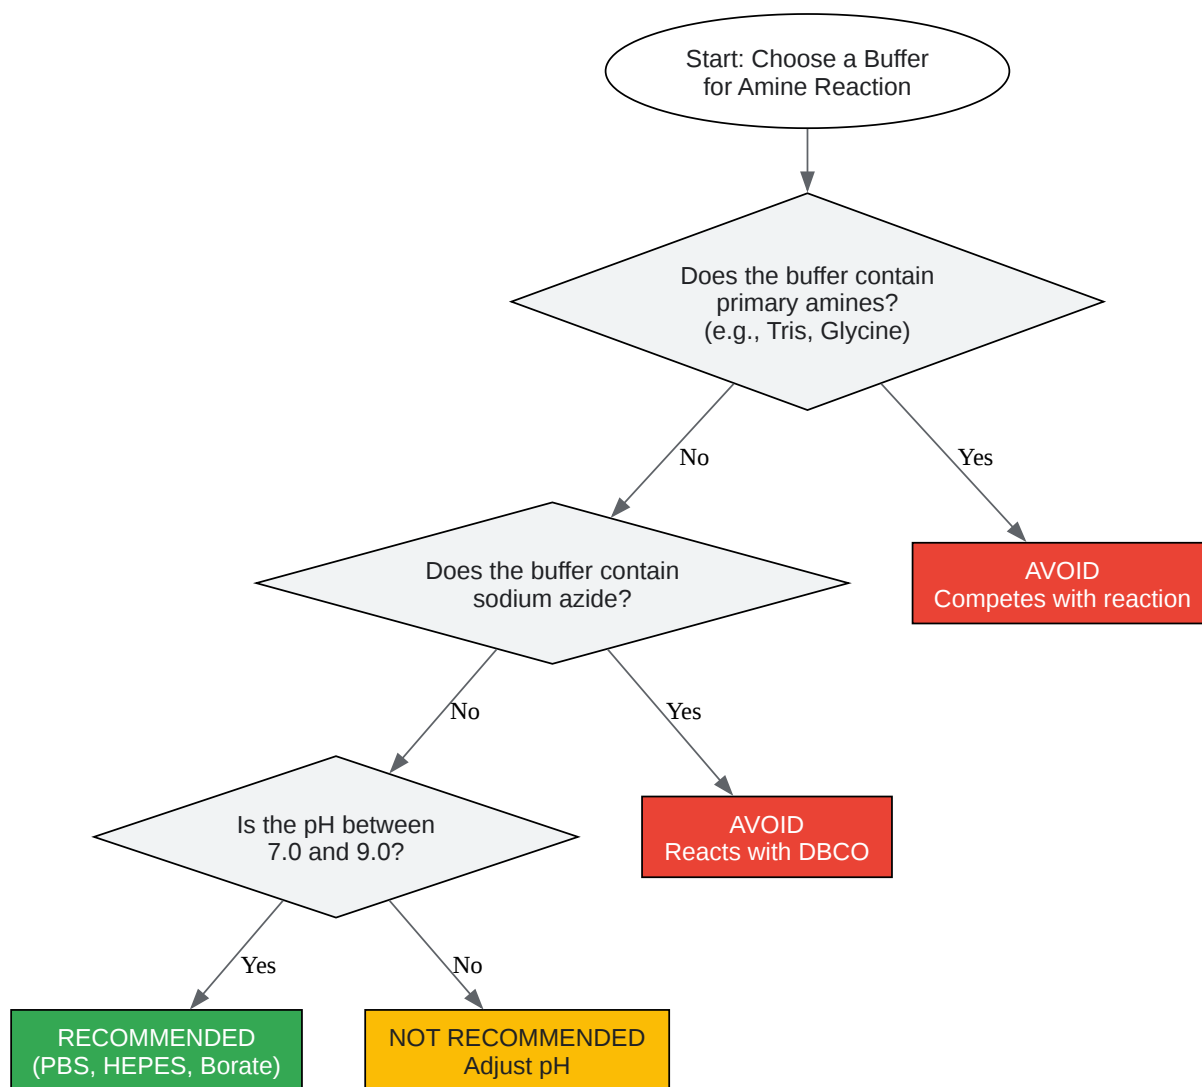 Start: Choose a Buffer
for Amine Reaction
Does the buffer contain
primary amines?
(e.g., Tris, Glycine)
No
Yes
Does the buffer contain
sodium azide?
AVOID
Competes with reaction
No
Yes
Is the pH between
7.0 and 9.0?
AVOID
Reacts with DBCO
Yes
No
RECOMMENDED
(PBS, HEPES, Borate)
NOT RECOMMENDED
Adjust pH